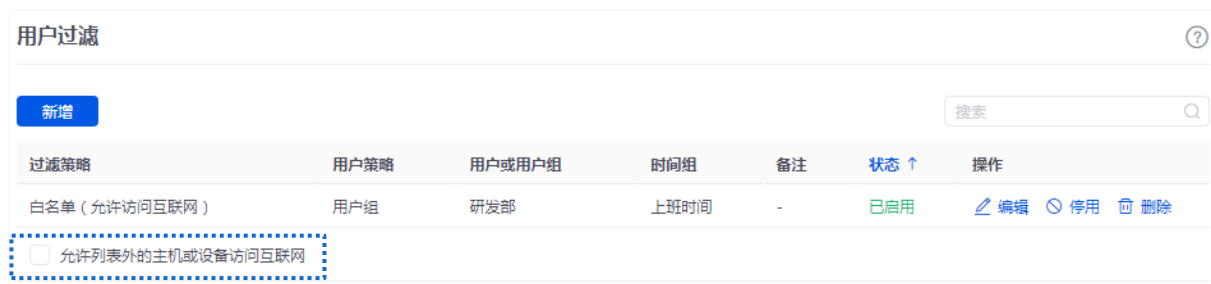 用户过滤
新增
搜索
过滤策略 用户策略 用户或用户组 时间组 备注 状态 ↑ 操作
白名单 ( 允许访问互联网 ) 用户组 研发部 上班时间 - 已启用 编辑 停用 删除
允许列表外的主机或设备访问互联网